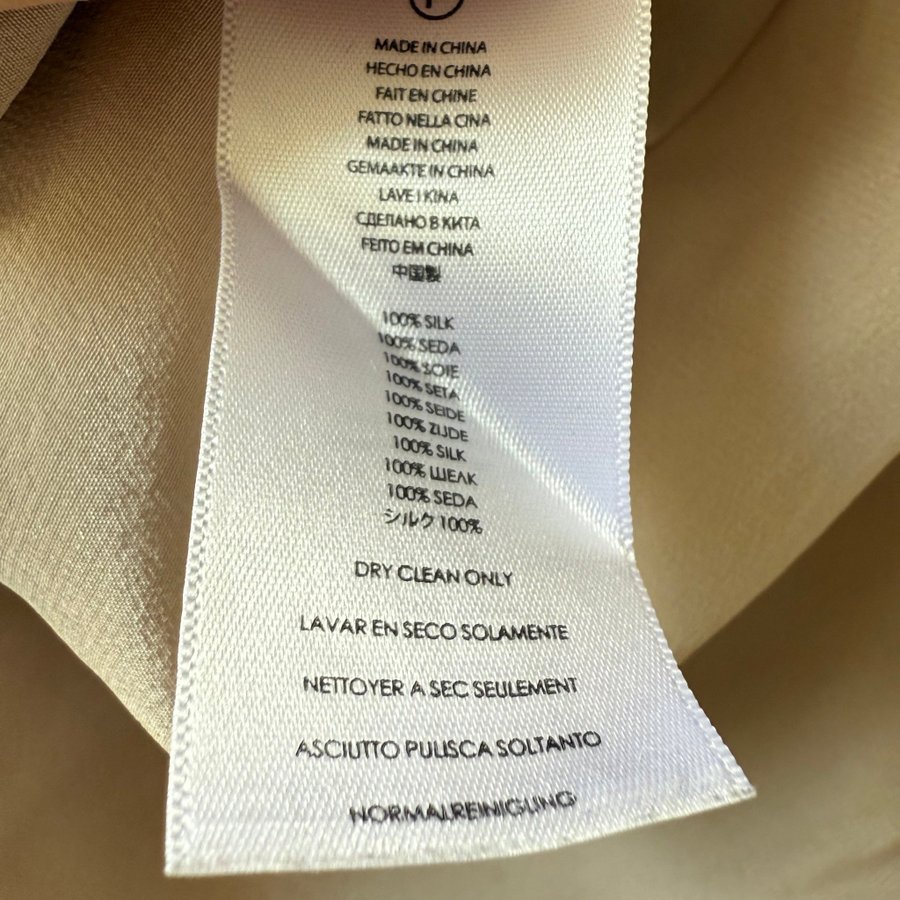 MADE IN CHINA
HECHO EN CHINA
FAIT EN CHINE
FATTO NELLA CINA
MADE IN CHINA
GEMAAKTE IN CHINA
LAVE I KINA
СДЕЛАНО В КИТА
FEITO EM CHINA
中国製
100% SILK
100% SEDA
100% SOIE
100% SETA
100% SEIDE
100% ZIJDE
100% SILK
100% ШЕЛК
100% SEDA
シルク 100%
DRY CLEAN ONLY
LAVAR EN SECO SOLAMENTE
NETTOYER A SEC SEULEMENT
ASCIUTTO PULISCA SOLTANTO
NORMALREINIGUNG